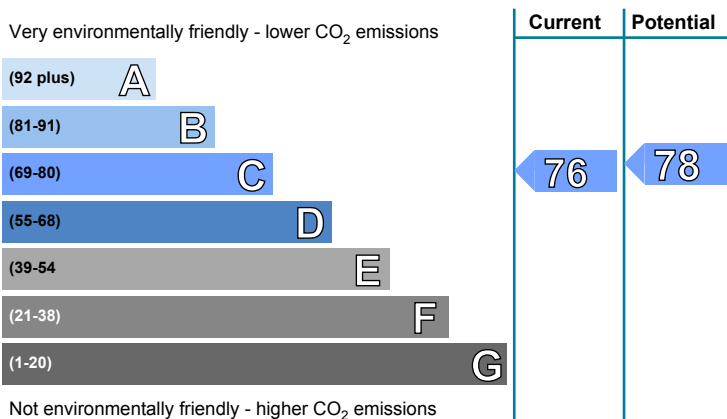 Very environmentally friendly - lower CO2 emissions
Current Potential
(92 plus) A
(81-91) B
(69-80) C
76 78
(55-68) D
(39-54 E
(21-38) F
(1-20) G
Not environmentally friendly - higher CO2 emissions